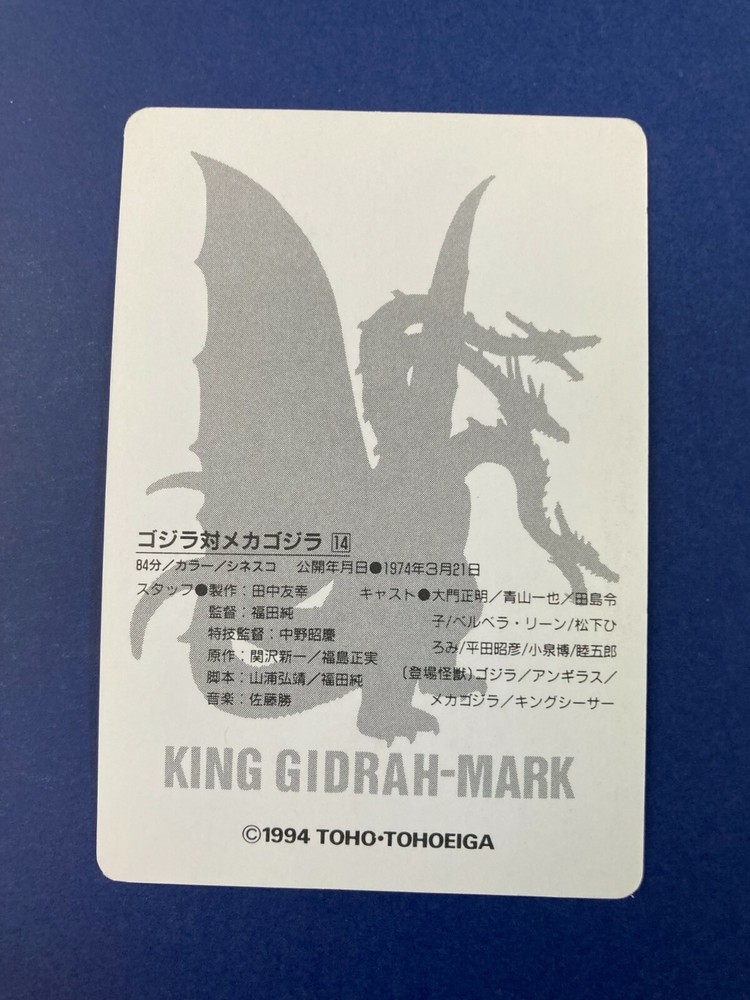 ゴジラ対メカゴジラ 14
84分／カラー／シネスコ　公開年月日●1974年3月21日
スタッフ●製作：田中友幸
監督：福田純
特技監督：中野昭慶
原作：関沢新一／福島正実
脚本：山浦弘靖／福田純
音楽：佐藤勝
キャスト●大門正明／青山一也／田島令
子/ベルベラ・リーン/松下ひ
ろみ/平田昭彦/小泉博/睦五郎
〔登場怪獣〕ゴジラ／アンギラス／
メカゴジラ／キングシーサー
KING GIDRAH-MARK
©1994 TOHO・TOHOEIGA